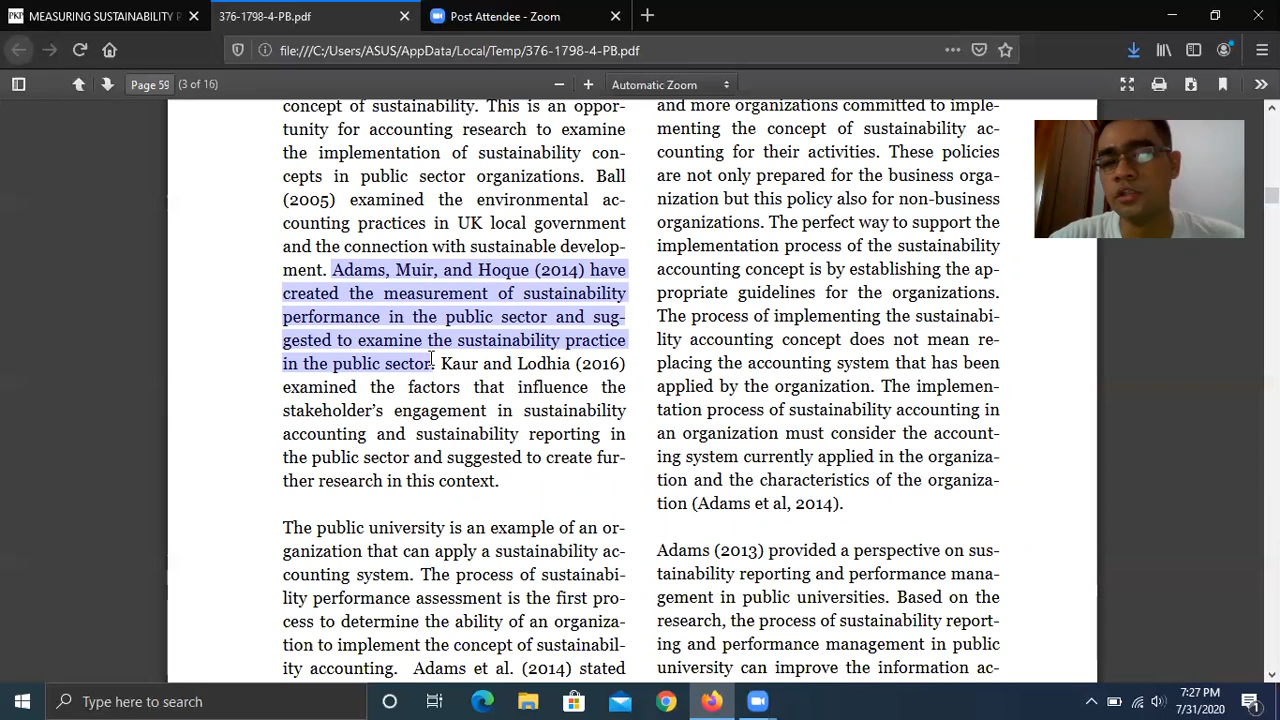 MEASURING SUSTAINABILITY P
376-1798-4-PB.pdf
Post Attendee - Zoom
file:///C:/Users/ASUS/AppData/Local/Temp/376-1798-4-PB.pdf
Page 59
(3 of 16)
Automatic Zoom
concept of sustainability. This is an oppor-
tunity for accounting research to examine
the implementation of sustainability con-
cepts in public sector organizations. Ball
(2005) examined the environmental ac-
counting practices in UK local government
and the connection with sustainable develop-
ment. Adams, Muir, and Hoque (2014) have
created the measurement of sustainability
performance in the public sector and sug-
gested to examine the sustainability practice
in the public sector. Kaur and Lodhia (2016)
examined the factors that influence the
stakeholder's engagement in sustainability
accounting and sustainability reporting in
the public sector and suggested to create fur-
ther research in this context.
The public university is an example of an or-
ganization that can apply a sustainability ac-
counting system. The process of sustainabi-
lity performance assessment is the first pro-
cess to determine the ability of an organiza-
tion to implement the concept of sustainabil-
ity accounting. Adams et al. (2014) stated
and more organizations committed to imple-
menting the concept of sustainability ac-
counting for their activities. These policies
are not only prepared for the business orga-
nization but this policy also for non-business
organizations. The perfect way to support the
implementation process of the sustainability
accounting concept is by establishing the ap-
propriate guidelines for the organizations.
The process of implementing the sustainabi-
lity accounting concept does not mean re-
placing the accounting system that has been
applied by the organization. The implemen-
tation process of sustainability accounting in
an organization must consider the account-
ing system currently applied in the organiza-
tion and the characteristics of the organiza-
tion (Adams et al, 2014).
Adams (2013) provided a perspective on sus-
tainability reporting and performance mana-
gement in public universities. Based on the
research, the process of sustainability report-
ing and performance management in public
university can improve the information ac-
Type here to search
7:27 PM
7/31/2020